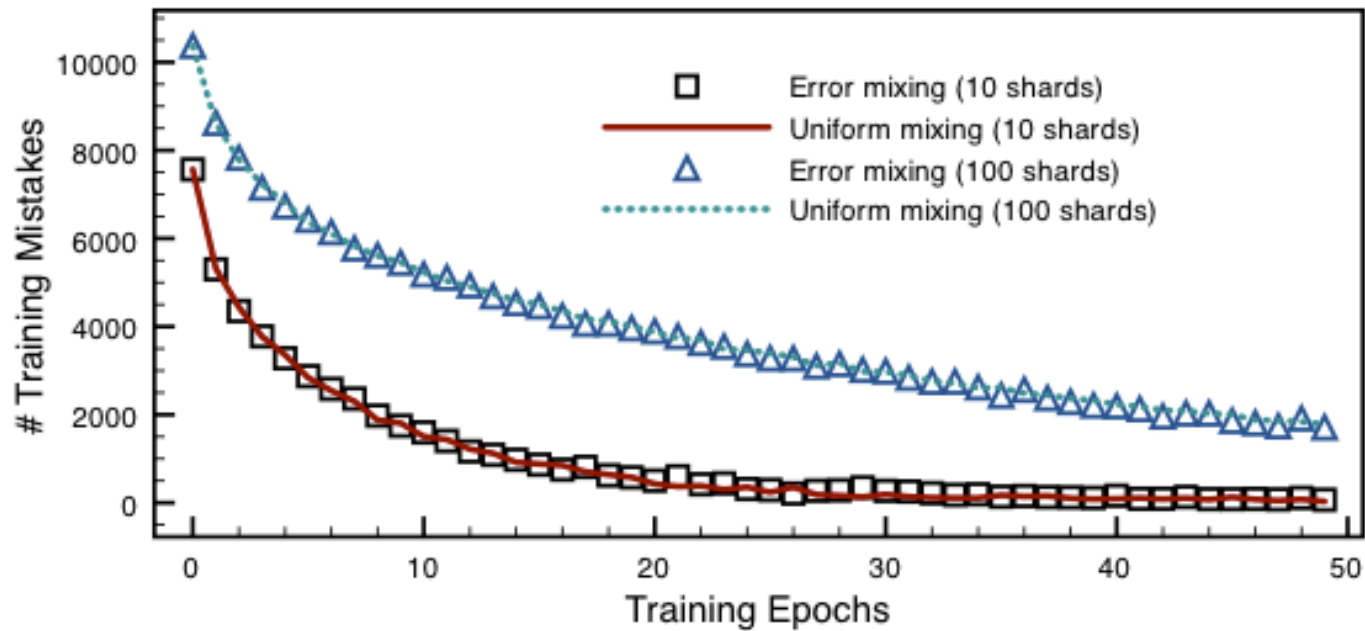 10000
8000
6000
4000
2000
0
# Training Mistakes
Error mixing (10 shards)
Uniform mixing (10 shards)
Error mixing (100 shards)
Uniform mixing (100 shards)
0 10 20 30 40 50
Training Epochs